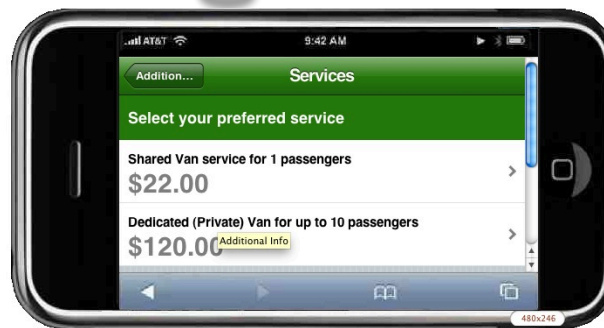 AT&T 9:42 AM
Addition... Services
Select your preferred service
Shared Van service for 1 passengers
$22.00
Dedicated (Private) Van for up to 10 passengers
$120.00
Additional Info
480x246